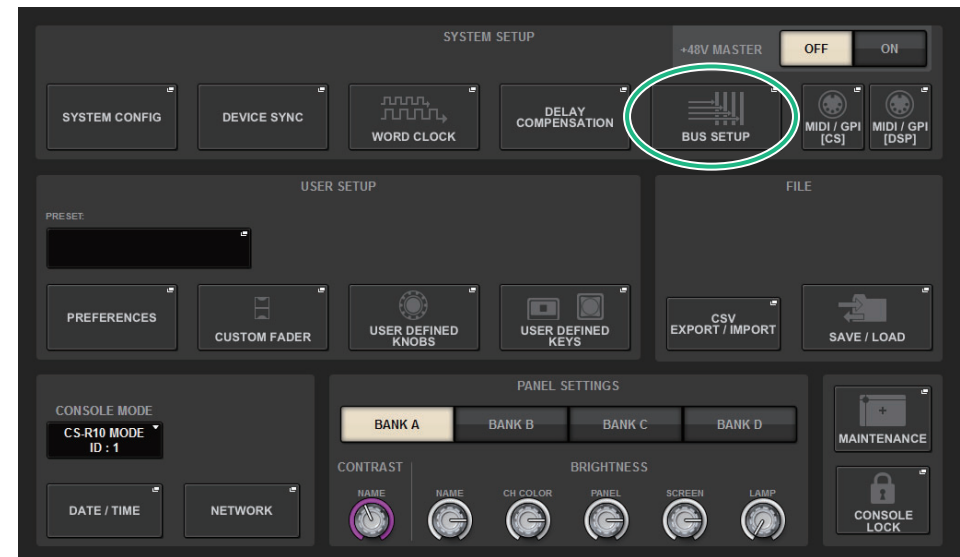 SYSTEM SETUP
+48V MASTER
OFF
ON
SYSTEM CONFIG
DEVICE SYNC
WORD CLOCK
DELAY
COMPENSATION
BUS SETUP
MIDI / GPI
[CS]
MIDI / GPI
[DSP]
USER SETUP
PRESET:
PREFERENCES
CUSTOM FADER
USER DEFINED
KNOBS
USER DEFINED
KEYS
FILE
CSV
EXPORT / IMPORT
SAVE / LOAD
CONSOLE MODE
CS-R10 MODE
ID : 1
DATE / TIME
NETWORK
PANEL SETTINGS
BANK A
BANK B
BANK C
BANK D
CONTRAST
BRIGHTNESS
NAME
NAME
CH COLOR
PANEL
SCREEN
LAMP
MAINTENANCE
CONSOLE
LOCK